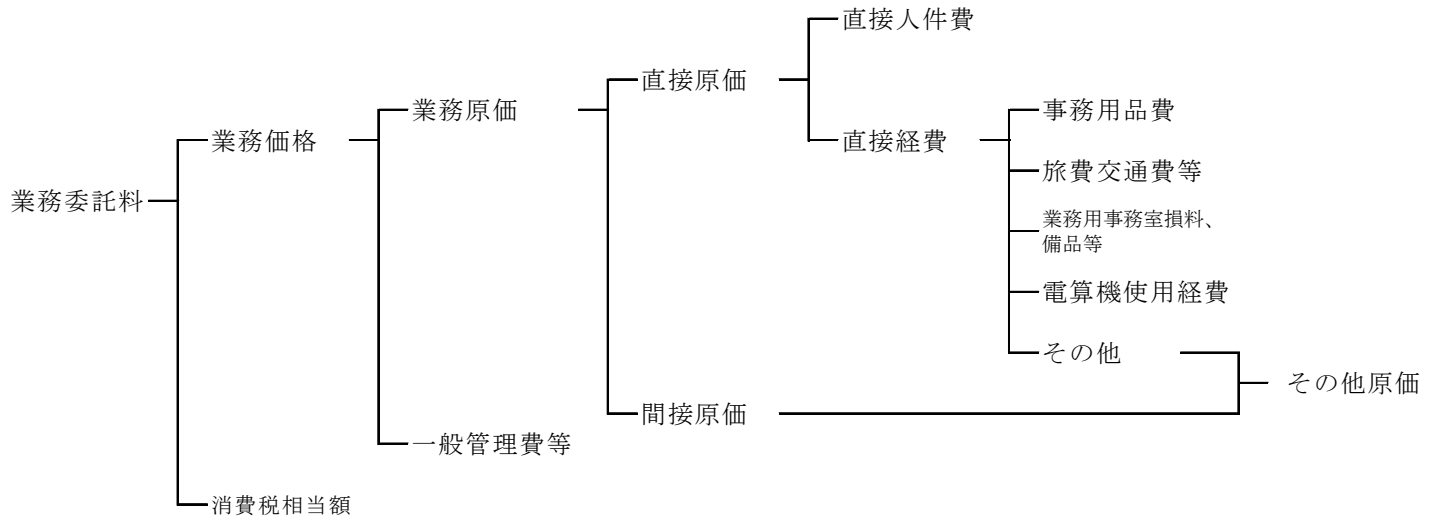 直接人件費
直接原価
業務原価
事務用品費
業務価格
直接経費
旅費交通費等
業務委託料
業務用事務室損料、
備品等
電算機使用経費
その他
その他原価
間接原価
一般管理費等
消費税相当額